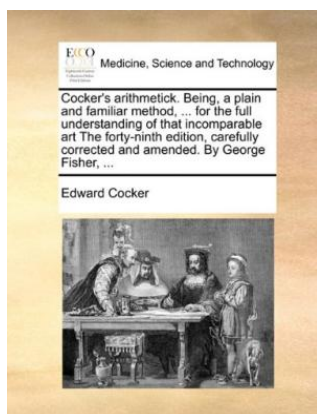 ECCO
Medicine, Science and Technology
Cocker's arithmetick. Being, a plain
and familiar method, ... for the full
understanding of that incomparable
art The forty-ninth edition, carefully
corrected and amended. By George
Fisher, ...
Edward Cocker